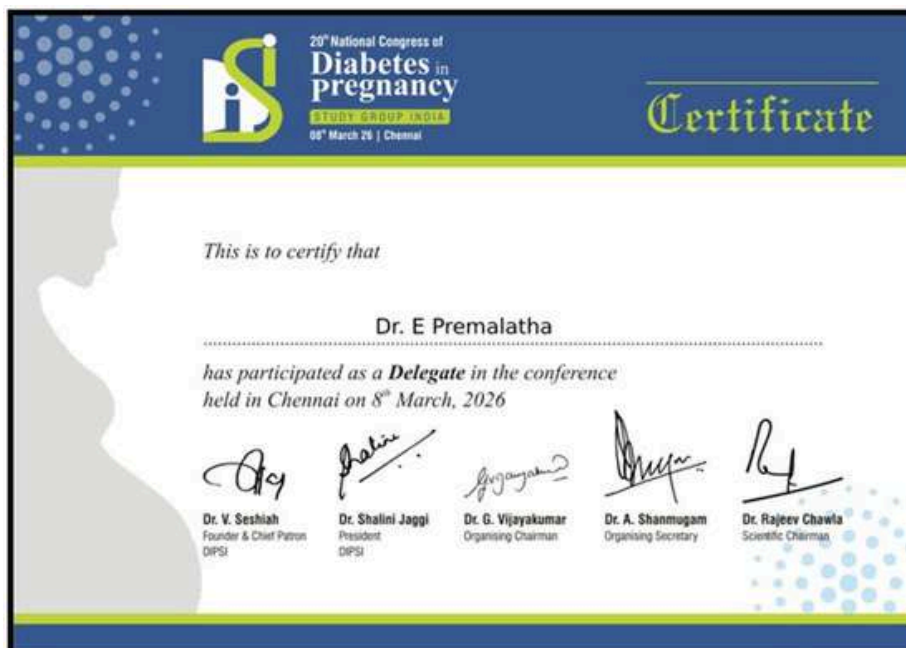 20th National Congress of
Diabetes in
pregnancy
STUDY GROUP INDIA
08th March 26 | Chennai
Certificate
This is to certify that
Dr. E Premalatha
has participated as a Delegate in the conference
held in Chennai on 8th March, 2026
Dr. V. Seshiah
Founder & Chief Patron
DIPSI
Dr. Shalini Jaggi
President
DIPSI
Dr. G. Vijayakumar
Organising Chairman
Dr. A. Shanmugam
Organising Secretary
Dr. Rajeev Chawla
Scientific Chairman